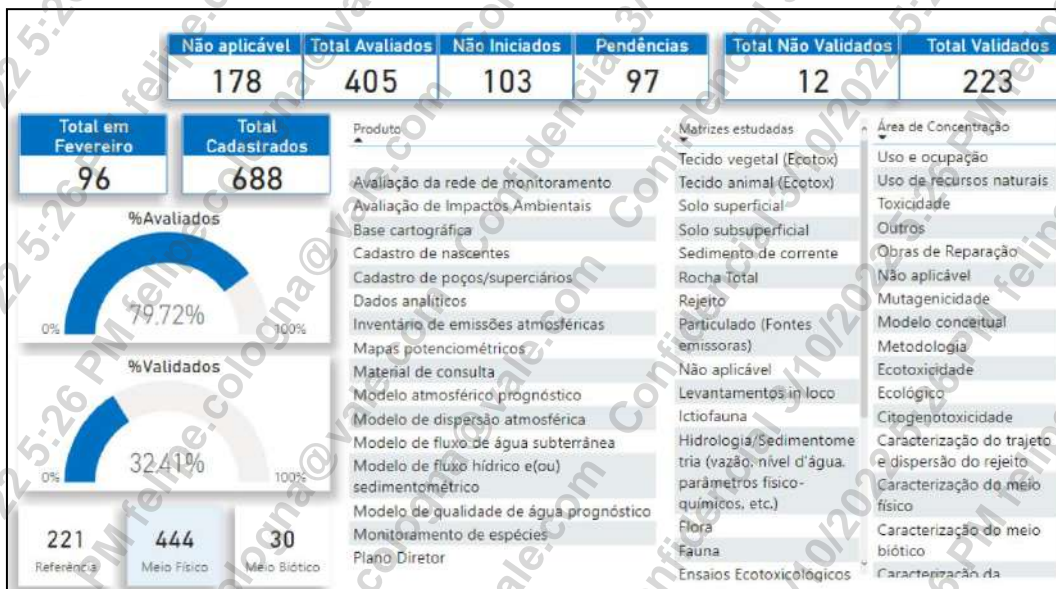 Não aplicável
178
Total Avaliados
405
Não Iniciados
103
Pendências
97
Total Não Validados
12
Total Validados
223
Total em
Fevereiro
96
Total
Cadastrados
688
%Avaliados
79.72%
0%
100%
%Validados
32.41%
0%
100%
221
Referência
444
Meio Físico
30
Meio Biótico
Produto
Avaliação da rede de monitoramento
Avaliação de Impactos Ambientais
Base cartográfica
Cadastro de nascentes
Cadastro de poços/superciários
Dados analíticos
Inventário de emissões atmosféricas
Mapas potenciométricos
Material de consulta
Modelo atmosférico prognóstico
Modelo de dispersão atmosférica
Modelo de fluxo de água subterrânea
Modelo de fluxo hídrico e(ou)
sedimentométrico
Modelo de qualidade de água prognóstico
Monitoramento de espécies
Plano Diretor
Matrizes estudadas
Tecido vegetal (Ecotox)
Tecido animal (Ecotox)
Solo superficial
Solo subsuperficial
Sedimento de corrente
Rocha Total
Rejeito
Particulado (Fontes
emissoras)
Não aplicável
Levantamentos in loco
Ictiofauna
Hidrologia/Sedimentome
tria (vazão, nível d'água,
parâmetros físico-
químicos, etc.)
Flora
Fauna
Ensaios Ecotoxicológicos
Área de Concentração
Uso e ocupação
Uso de recursos naturais
Toxicidade
Outros
Obras de Reparação
Não aplicável
Mutagenicidade
Modelo conceitual
Metodologia
Ecotoxicidade
Ecológico
Citogenotoxicidade
Caracterização do trajeto
e dispersão do rejeito
Caracterização do meio
físico
Caracterização do meio
biótico
Caracterização da